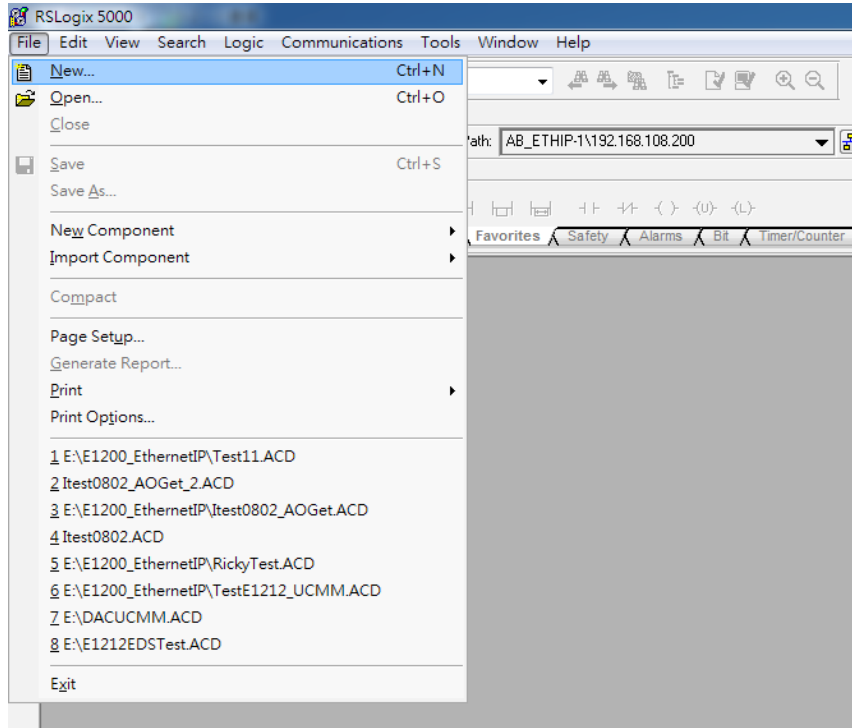 RSLogix 5000
File Edit View Search Logic Communications Tools Window Help
New... Ctrl+N
Open... Ctrl+O
Close
Path: AB_ETHIP-1\192.168.108.200
Save Ctrl+S
Save As...
New Component
Favorites Safety Alarms Bit Timer/Counter
Import Component
Compact
Page Setup...
Generate Report...
Print
Print Options...
1 E:\E1200_EthernetIP\Test11.ACD
2 Itest0802_AOGet_2.ACD
3 E:\E1200_EthernetIP\Itest0802_AOGet.ACD
4 Itest0802.ACD
5 E:\E1200_EthernetIP\RickyTest.ACD
6 E:\E1200_EthernetIP\TestE1212_UCMM.ACD
7 E:\DACUCMM.ACD
8 E:\E1212EDSTest.ACD
Exit